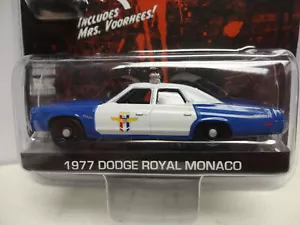 INCLUDES
MRS. VOORHEES!
1977 DODGE ROYAL MONACO